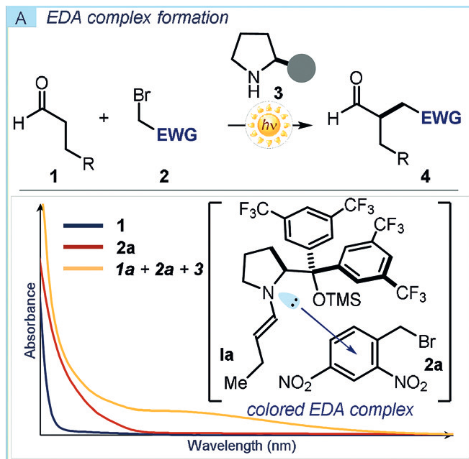 A EDA complex formation
O
Br
N
H
3
H
+
EWG
hν
O
H
EWG
R
R
1
2
4
1
2a
1a + 2a + 3
Absorbance
Wavelength (nm)
CF₃
F₃C
CF₃
N
OTMS
CF₃
Ia
Br
2a
Me
NO₂
NO₂
colored EDA complex